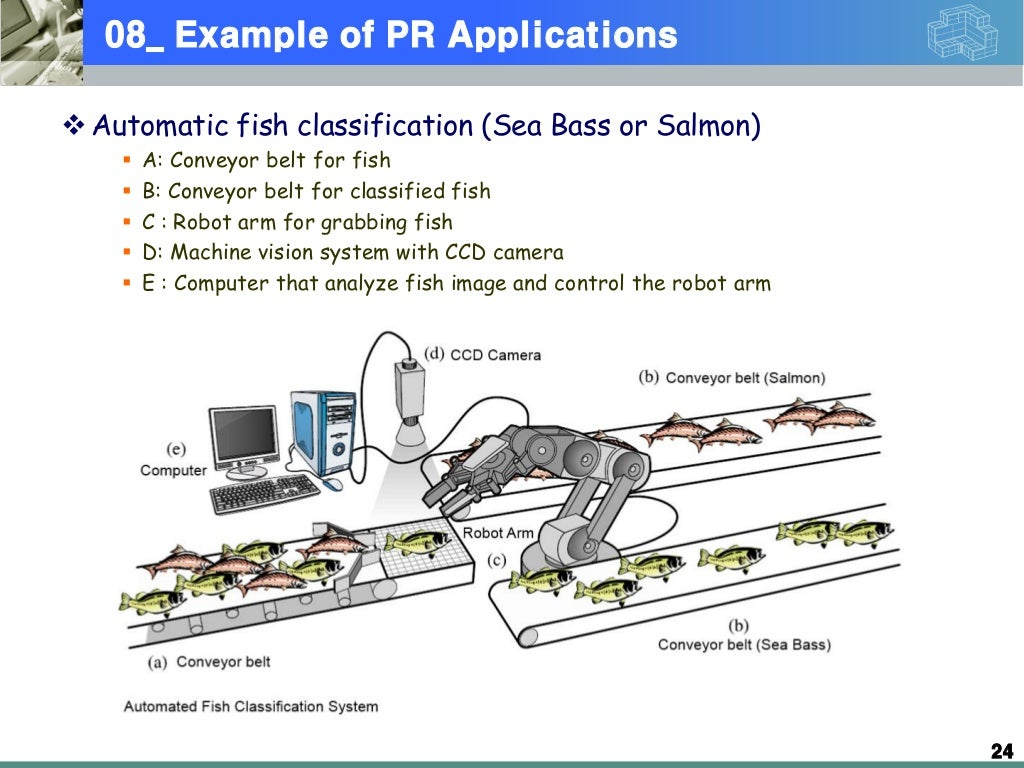 08_ Example of PR Applications
❖ Automatic fish classification (Sea Bass or Salmon)
▪ A: Conveyor belt for fish
▪ B: Conveyor belt for classified fish
▪ C : Robot arm for grabbing fish
▪ D: Machine vision system with CCD camera
▪ E : Computer that analyze fish image and control the robot arm
(d) CCD Camera
(b) Conveyor belt (Salmon)
(e)
Computer
Robot Arm
(c)
(b)
Conveyor belt (Sea Bass)
(a) Conveyor belt
Automated Fish Classification System
24